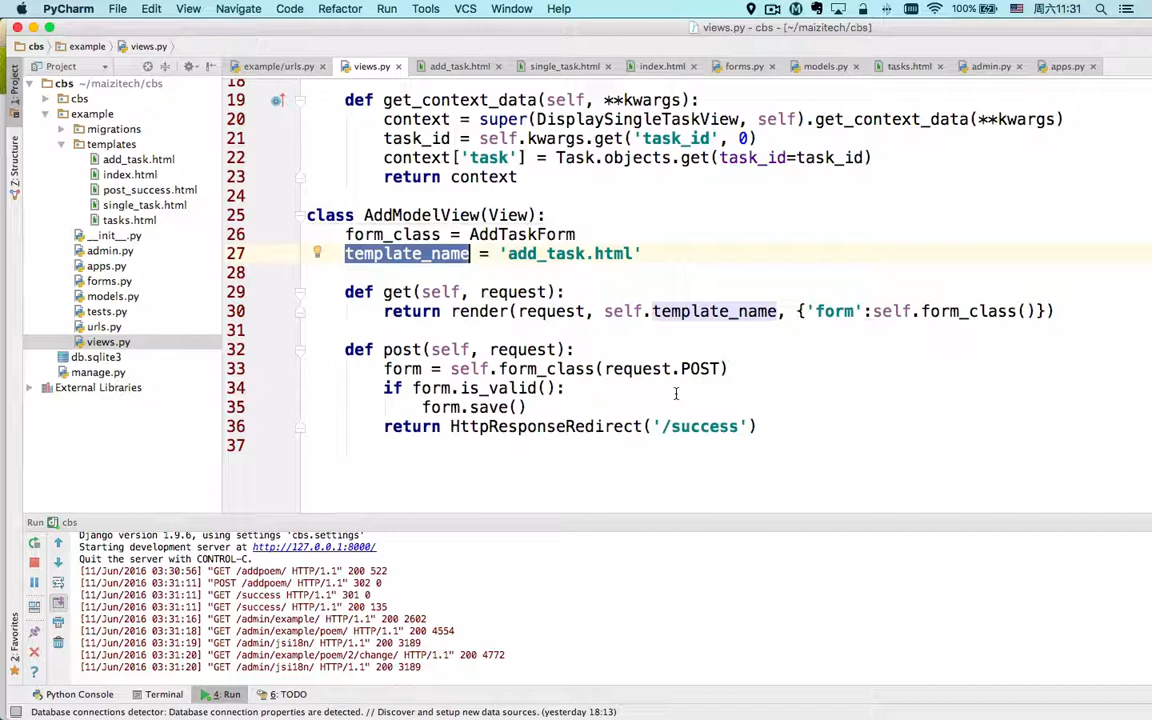 PyCharm File Edit View Navigate Code Refactor Run Tools VCS Window Help 100% 周六11:31
views.py - cbs - [~/maizitech/cbs]
cbs example views.py
Project example/urls.py views.py add_task.html single_task.html index.html forms.py models.py tasks.html admin.py apps.py
1: Project
Z: Structure
2: Favorites
cbs ~/maizitech/cbs
cbs
example
migrations
templates
add_task.html
index.html
post_success.html
single_task.html
tasks.html
__init__.py
admin.py
apps.py
forms.py
models.py
tests.py
urls.py
views.py
db.sqlite3
manage.py
External Libraries
18
19 def get_context_data(self, **kwargs):
20 context = super(DisplaySingleTaskView, self).get_context_data(**kwargs)
21 task_id = self.kwargs.get('task_id', 0)
22 context['task'] = Task.objects.get(task_id=task_id)
23 return context
24
25 class AddModelView(View):
26 form_class = AddTaskForm
27 template_name = 'add_task.html'
28
29 def get(self, request):
30 return render(request, self.template_name, {'form':self.form_class()})
31
32 def post(self, request):
33 form = self.form_class(request.POST)
34 if form.is_valid():
35 form.save()
36 return HttpResponseRedirect('/success')
37
Run cbs
Django version 1.9.6, using settings 'cbs.settings'
Starting development server at http://127.0.0.1:8000/
Quit the server with CONTROL-C.
[11/Jun/2016 03:30:56] "GET /addpoem/ HTTP/1.1" 200 522
[11/Jun/2016 03:31:11] "POST /addpoem/ HTTP/1.1" 302 0
[11/Jun/2016 03:31:11] "GET /success HTTP/1.1" 301 0
[11/Jun/2016 03:31:11] "GET /success/ HTTP/1.1" 200 135
[11/Jun/2016 03:31:16] "GET /admin/example/ HTTP/1.1" 200 2602
[11/Jun/2016 03:31:18] "GET /admin/example/poem/ HTTP/1.1" 200 4554
[11/Jun/2016 03:31:19] "GET /admin/jsi18n/ HTTP/1.1" 200 3189
[11/Jun/2016 03:31:20] "GET /admin/example/poem/2/change/ HTTP/1.1" 200 4772
[11/Jun/2016 03:31:20] "GET /admin/jsi18n/ HTTP/1.1" 200 3189
Python Console Terminal 4: Run 6: TODO
Database connections detector: Database connection properties are detected. // Discover and setup new data sources. (yesterday 18:13)